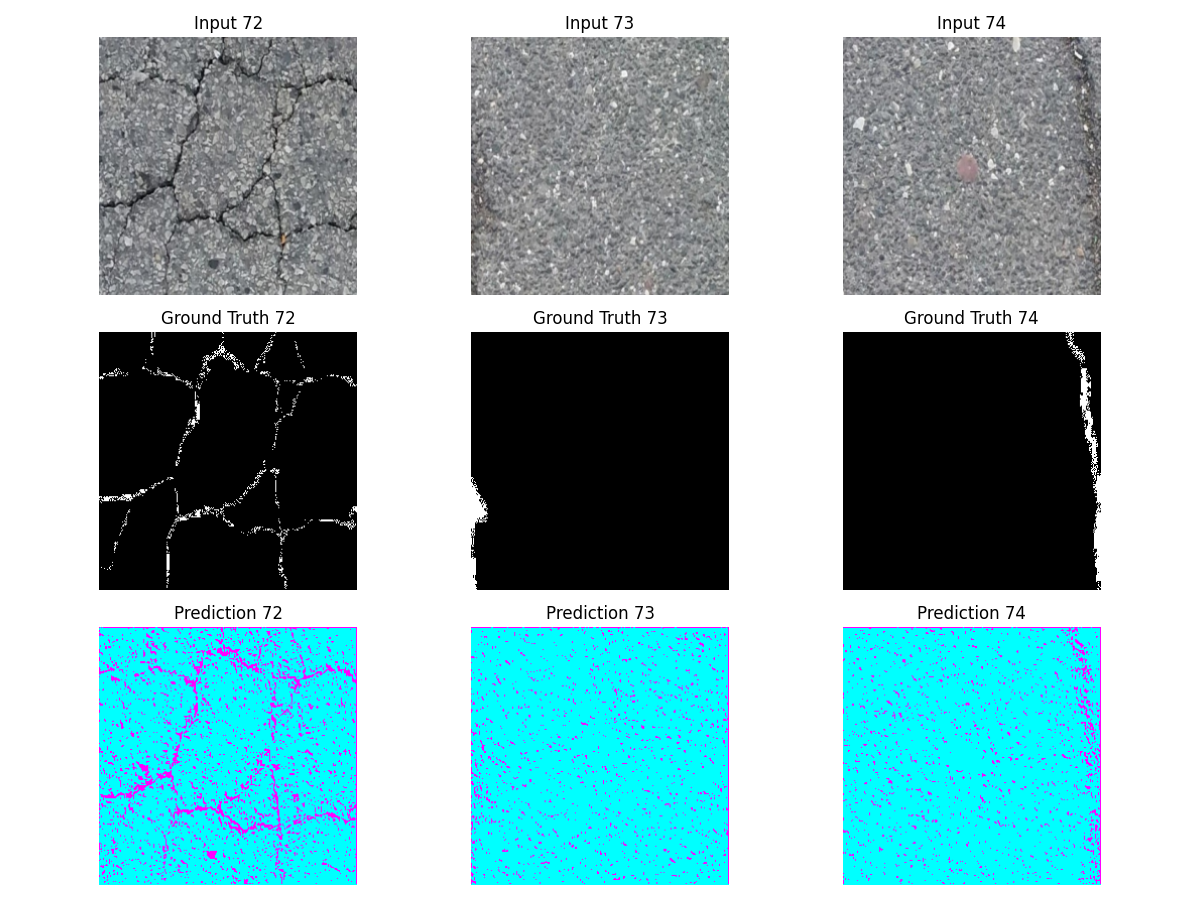 Input 72
Input 73
Input 74
Ground Truth 72
Ground Truth 73
Ground Truth 74
Prediction 72
Prediction 73
Prediction 74